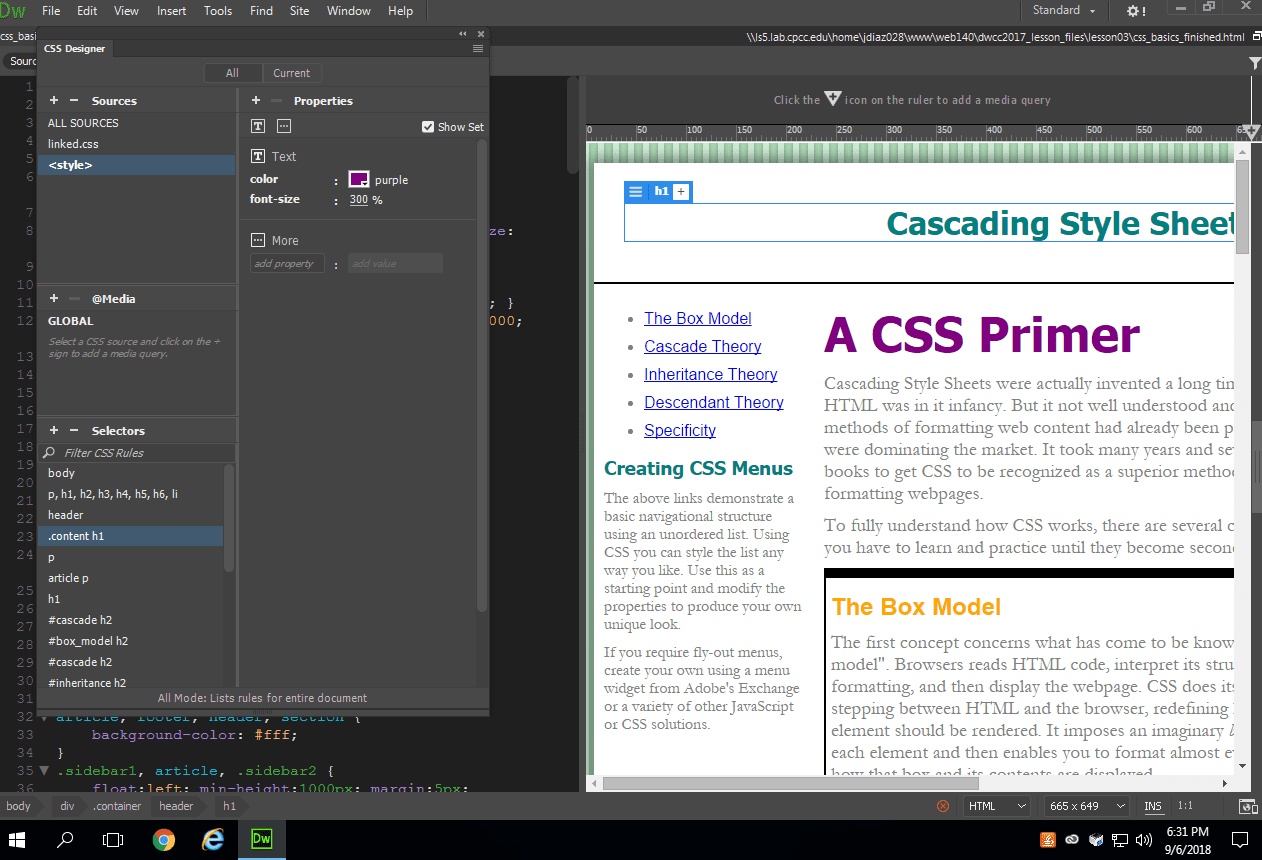 Dw File Edit View Insert Tools Find Site Window Help Standard !
css_basi
\\ls5.lab.cpcc.edu\home\jdiaz028\www\web140\dwcc2017_lesson_files\lesson03\css_basics_finished.html
CSS Designer
Sourc
All Current
Click the icon on the ruler to add a media query
+ − Sources
ALL SOURCES
linked.css
<style>
+ − Properties
T Show Set
T Text
color : purple
font-size : 300 %
More
add property : add value
+ − @Media
GLOBAL
Select a CSS source and click on the +
sign to add a media query.
+ − Selectors
Filter CSS Rules
body
p, h1, h2, h3, h4, h5, h6, li
header
.content h1
p
article p
h1
#cascade h2
#box_model h2
#cascade h2
#inheritance h2
All Mode: Lists rules for entire document
1
2
3
4
5
6
7
8 ize:
9
10
11 ; }
12 000;
13
14
15
16
17
18
19
20
21
22
23
24
25
26
27
28
29
30
31
32 ▼ article, footer, header, section {
33 background-color: #fff;
34 }
35 ▼ .sidebar1, article, .sidebar2 {
36 float:left; min-height:1000px; margin:5px;
0 50 100 150 200 250 300 350 400 450 500 550 600 65
h1 +
Cascading Style Sheet
The Box Model
Cascade Theory
Inheritance Theory
Descendant Theory
Specificity
Creating CSS Menus
The above links demonstrate a
basic navigational structure
using an unordered list. Using
CSS you can style the list any
way you like. Use this as a
starting point and modify the
properties to produce your own
unique look.
If you require fly-out menus,
create your own using a menu
widget from Adobe's Exchange
or a variety of other JavaScript
or CSS solutions.
A CSS Primer
Cascading Style Sheets were actually invented a long tim
HTML was in it infancy. But it not well understood and
methods of formatting web content had already been p
were dominating the market. It took many years and se
books to get CSS to be recognized as a superior metho
formatting webpages.
To fully understand how CSS works, there are several c
you have to learn and practice until they become secon
The Box Model
The first concept concerns what has come to be know
model". Browsers reads HTML code, interpret its stru
formatting, and then display the webpage. CSS does its
stepping between HTML and the browser, redefining
element should be rendered. It imposes an imaginary b
each element and then enables you to format almost ev
how that box and its contents are displayed.
body div .container header h1 HTML 665 x 649 INS 1:1
Dw 6:31 PM
9/6/2018